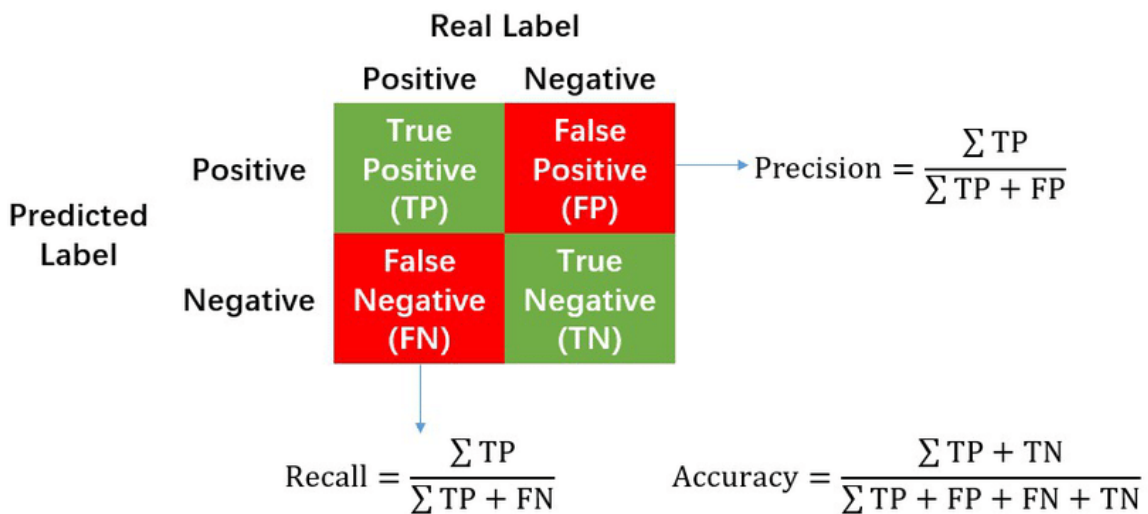 Real Label
Positive Negative
True
Positive
(TP)
False
Positive
(FP)
Positive
Precision = ∑ TP / ∑ TP + FP
Predicted
Label
False
Negative
(FN)
True
Negative
(TN)
Negative
Recall = ∑ TP / ∑ TP + FN
Accuracy = ∑ TP + TN / ∑ TP + FP + FN + TN